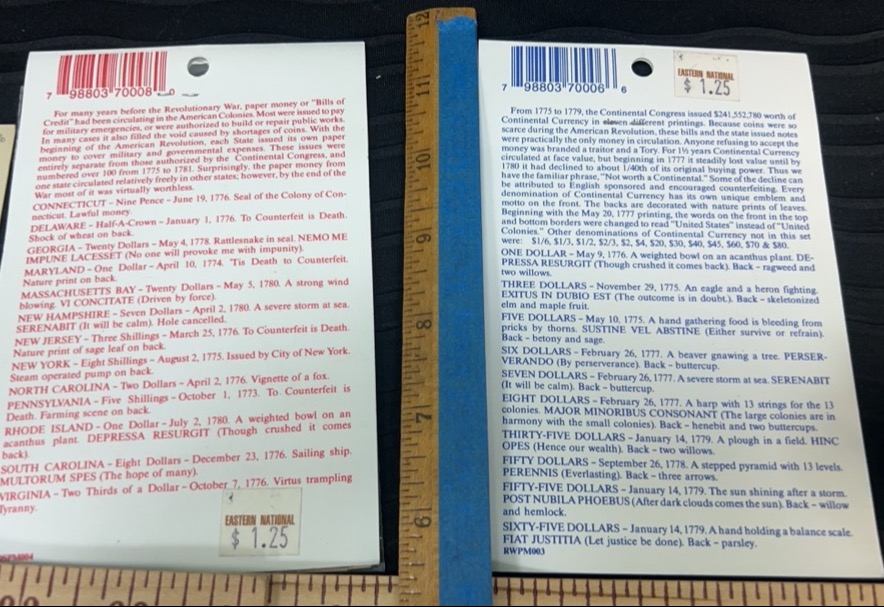 7 98803 70008
For many years before the Revolutionary War, paper money or "Bills of
Credit" had been circulating in the American Colonies. Most were issued to pay
for military emergencies, or were authorized to build or repair public works.
In many cases it also filled the void caused by shortages of coins. With the
beginning of the American Revolution, each State issued its own paper
money to cover military and governmental expenses. These issues were
entirely separate from those authorized by the Continental Congress, and
numbered over 100 from 1775 to 1781. Surprisingly, the paper money from
one state circulated relatively freely in other states; however, by the end of the
War most of it was virtually worthless.
CONNECTICUT – Nine Pence – June 19, 1776. Seal of the Colony of Con-
necticut. Lawful money.
DELAWARE – Half-A-Crown – January 1, 1776. To Counterfeit is Death.
Shock of wheat on back.
GEORGIA – Twenty Dollars – May 4, 1778. Rattlesnake in seal. NEMO ME
IMPUNE LACESSET (No one will provoke me with impunity).
MARYLAND – One Dollar – April 10, 1774. 'Tis Death to Counterfeit.
Nature print on back.
MASSACHUSETTS BAY – Twenty Dollars – May 5, 1780. A strong wind
blowing. VI CONCITATE (Driven by force).
NEW HAMPSHIRE – Seven Dollars – April 2, 1780. A severe storm at sea.
SERENABIT (It will be calm). Hole cancelled.
NEW JERSEY – Three Shillings – March 25, 1776. To Counterfeit is Death.
Nature print of sage leaf on back.
NEW YORK – Eight Shillings – August 2, 1775. Issued by City of New York.
Steam operated pump on back.
NORTH CAROLINA – Two Dollars – April 2, 1776. Vignette of a fox.
PENNSYLVANIA – Five Shillings – October 1, 1773. To Counterfeit is
Death. Farming scene on back.
RHODE ISLAND – One Dollar – July 2, 1780. A weighted bowl on an
acanthus plant. DEPRESSA RESURGIT (Though crushed it comes
back).
SOUTH CAROLINA – Eight Dollars – December 23, 1776. Sailing ship.
MULTORUM SPES (The hope of many).
VIRGINIA – Two Thirds of a Dollar – October 7, 1776. Virtus trampling
Tyranny.
EASTERN NATIONAL
$ 1.25
12
11
10
9
8
7
6
7 98803 70006 6
EASTERN NATIONAL
$ 1.25
From 1775 to 1779, the Continental Congress issued $241,552,780 worth of
Continental Currency in eleven different printings. Because coins were so
scarce during the American Revolution, these bills and the state issued notes
were practically the only money in circulation. Anyone refusing to accept the
money was branded a traitor and a Tory. For 1½ years Continental Currency
circulated at face value, but beginning in 1777 it steadily lost value until by
1780 it had declined to about 1/40th of its original buying power. Thus we
have the familiar phrase, "Not worth a Continental." Some of the decline can
be attributed to English sponsored and encouraged counterfeiting. Every
denomination of Continental Currency has its own unique emblem and
motto on the front. The backs are decorated with nature prints of leaves.
Beginning with the May 20, 1777 printing, the words on the front in the top
and bottom borders were changed to read "United States" instead of "United
Colonies." Other denominations of Continental Currency not in this set
were: $1/6, $1/3, $1/2, $2/3, $2, $4, $20, $30, $40, $45, $60, $70 & $80.
ONE DOLLAR – May 9, 1776. A weighted bowl on an acanthus plant. DE-
PRESSA RESURGIT (Though crushed it comes back). Back – ragweed and
two willows.
THREE DOLLARS – November 29, 1775. An eagle and a heron fighting.
EXITUS IN DUBIO EST (The outcome is in doubt.). Back – skeletonized
elm and maple fruit.
FIVE DOLLARS – May 10, 1775. A hand gathering food is bleeding from
pricks by thorns. SUSTINE VEL ABSTINE (Either survive or refrain).
Back – betony and sage.
SIX DOLLARS – February 26, 1777. A beaver gnawing a tree. PERSER-
VERANDO (By perserverance). Back – buttercup.
SEVEN DOLLARS – February 26, 1777. A severe storm at sea. SERENABIT
(It will be calm). Back – buttercup.
EIGHT DOLLARS – February 26, 1777. A harp with 13 strings for the 13
colonies. MAJOR MINORIBUS CONSONANT (The large colonies are in
harmony with the small colonies). Back – henebit and two buttercups.
THIRTY-FIVE DOLLARS – January 14, 1779. A plough in a field. HINC
OPES (Hence our wealth). Back – two willows.
FIFTY DOLLARS – September 26, 1778. A stepped pyramid with 13 levels.
PERENNIS (Everlasting). Back – three arrows.
FIFTY-FIVE DOLLARS – January 14, 1779. The sun shining after a storm.
POST NUBILA PHOEBUS (After dark clouds comes the sun). Back – willow
and hemlock.
SIXTY-FIVE DOLLARS – January 14, 1779. A hand holding a balance scale.
FIAT JUSTITIA (Let justice be done). Back – parsley.
RWPM003